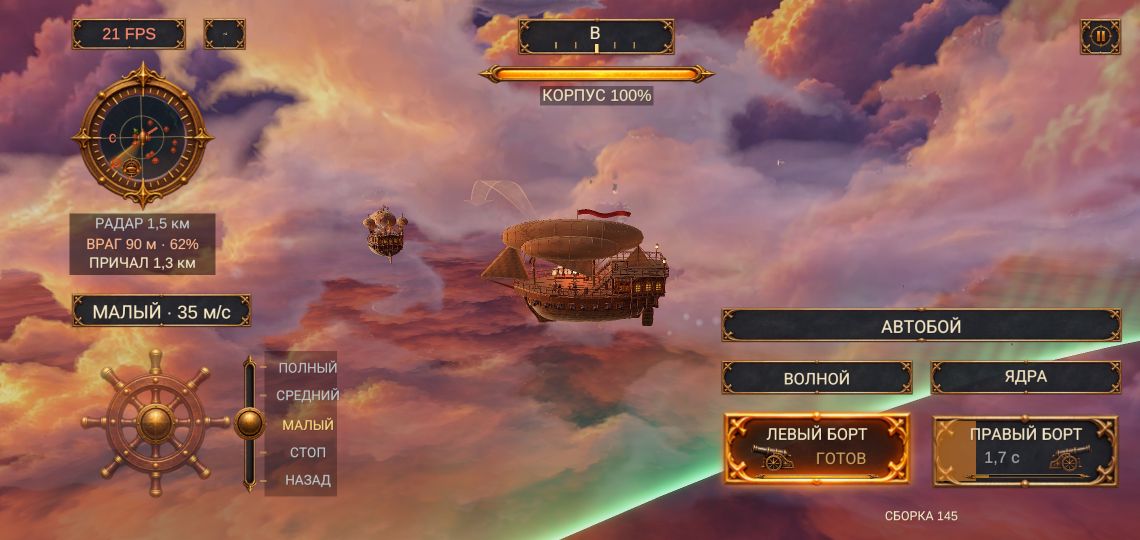 21 FPS
В
КОРПУС 100%
С
РАДАР 1,5 км
ВРАГ 90 м · 62%
ПРИЧАЛ 1,3 км
МАЛЫЙ · 35 м/с
ПОЛНЫЙ
СРЕДНИЙ
МАЛЫЙ
СТОП
НАЗАД
АВТОБОЙ
ВОЛНОЙ
ЯДРА
ЛЕВЫЙ БОРТ
ГОТОВ
ПРАВЫЙ БОРТ
1,7 с
СБОРКА 145